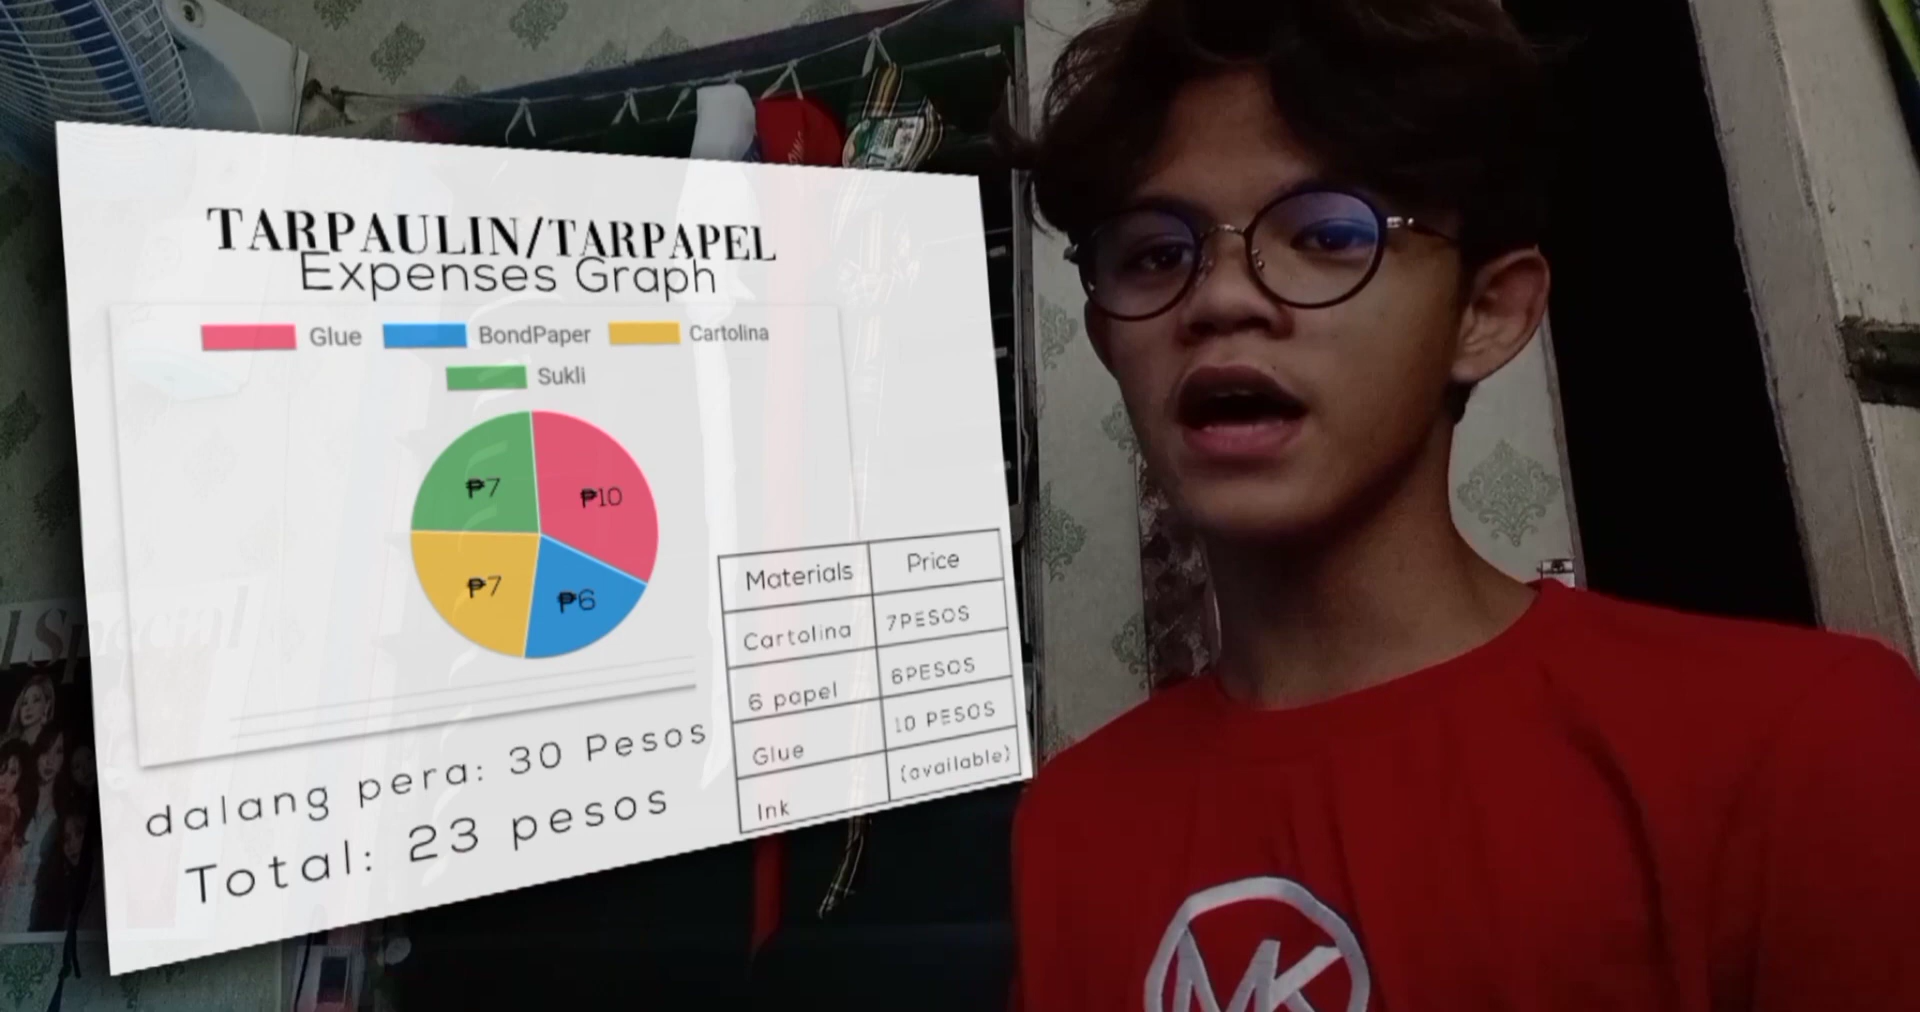 TARPAULIN/TARPAPEL
Expenses Graph
Glue BondPaper Cartolina
Sukli
₱7 ₱10
₱7 ₱6
Materials Price
Cartolina 7PESOS
6 papel 6PESOS
Glue 10 PESOS
Ink (available)
dalang pera: 30 Pesos
Total: 23 pesos
MK